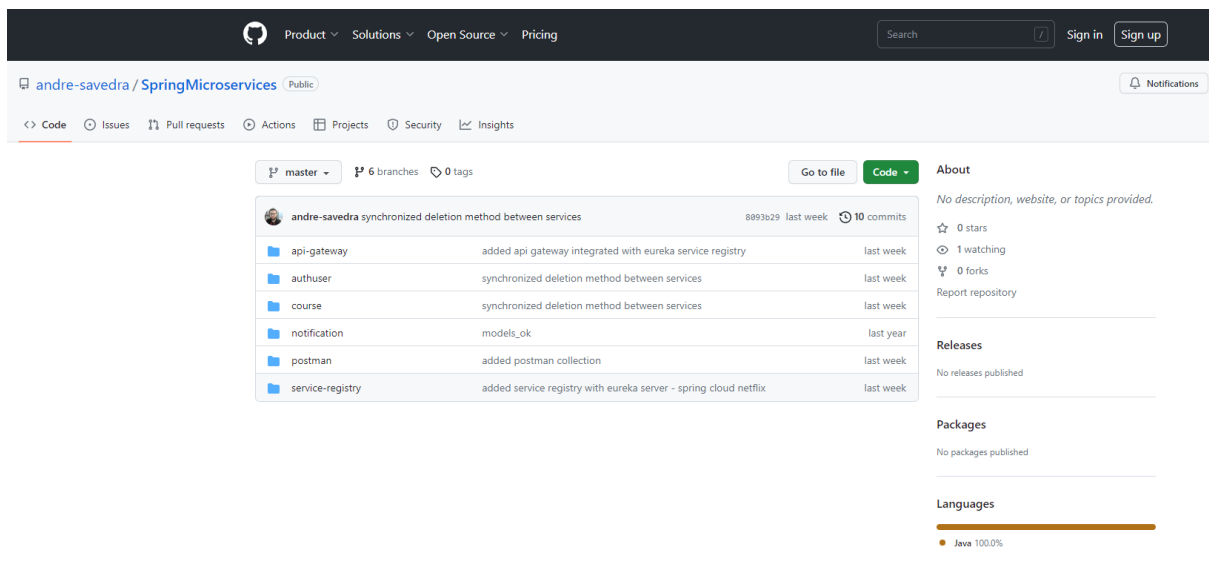 Product Solutions Open Source Pricing Search / Sign in Sign up
andre-savedra / SpringMicroservices Public Notifications
<> Code Issues Pull requests Actions Projects Security Insights
master 6 branches 0 tags Go to file Code
andre-savedra synchronized deletion method between services 8093b29 last week 10 commits
api-gateway added api gateway integrated with eureka service registry last week
authuser synchronized deletion method between services last week
course synchronized deletion method between services last week
notification models_ok last year
postman added postman collection last week
service-registry added service registry with eureka server - spring cloud netflix last week
About
No description, website, or topics provided.
0 stars
1 watching
0 forks
Report repository
Releases
No releases published
Packages
No packages published
Languages
Java 100.0%